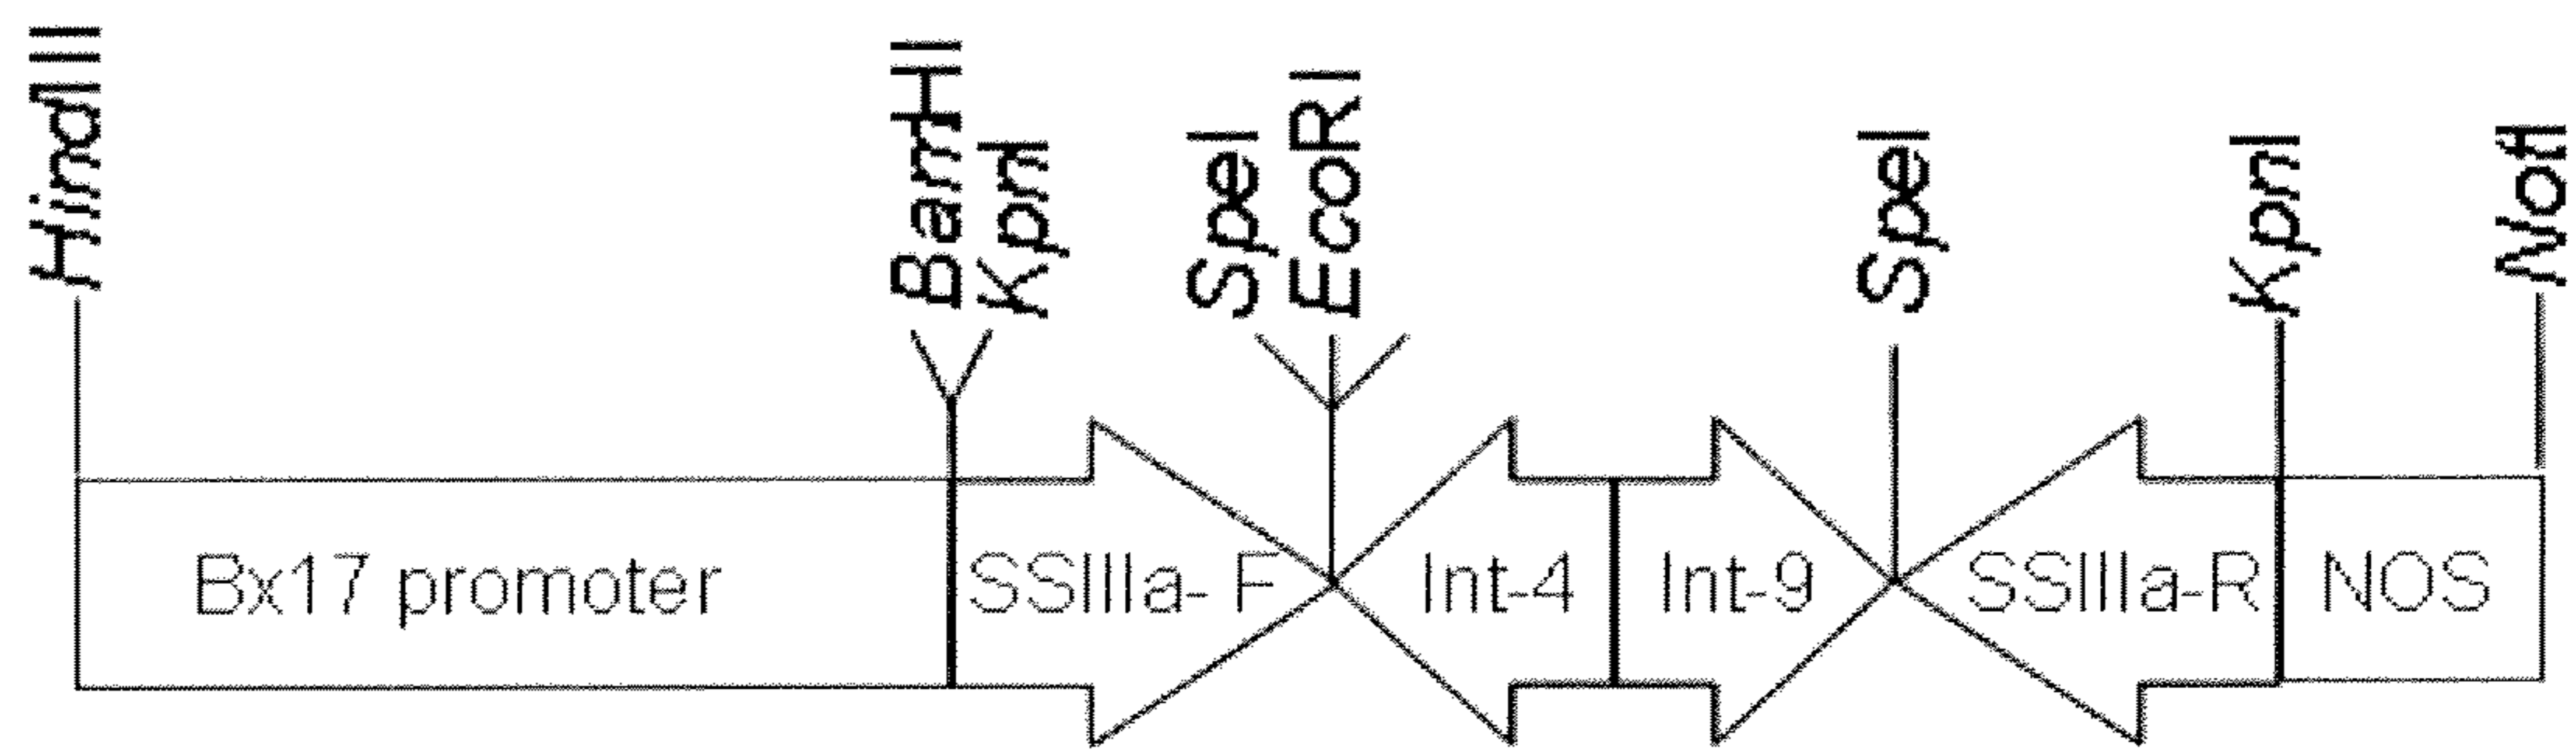 HindIII
BamHI
KpnI
SpeI
EcoRI
SpeI
KpnI
NotI
Bx17 promoter
SSIIIa- F
Int-4
Int-9
SSIIIa-R
NOS